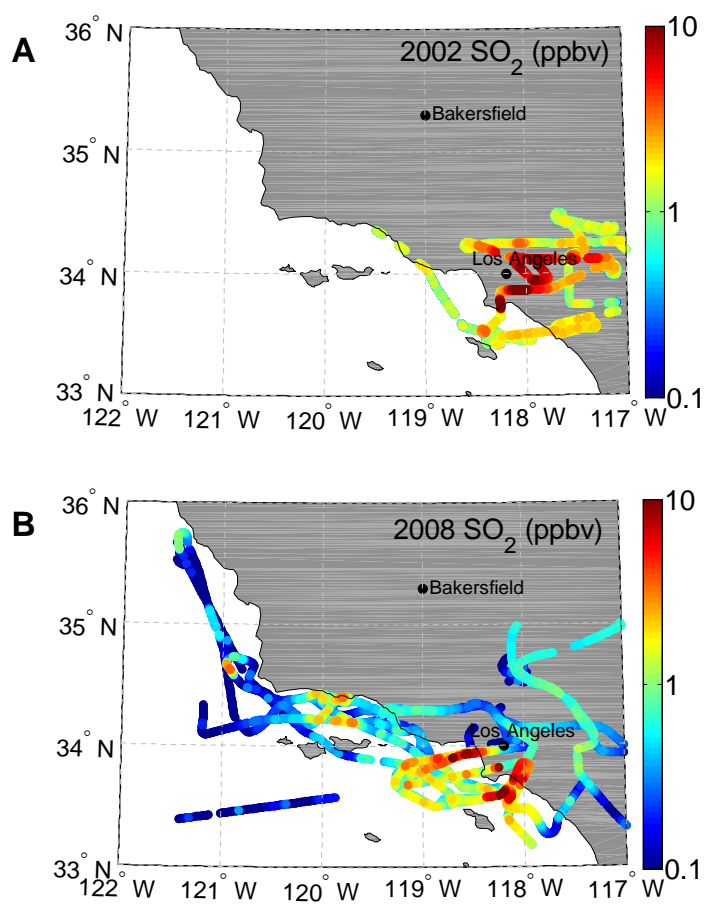 A
2002 SO2 (ppbv)
Bakersfield
Los Angeles
36° N
35° N
34° N
33° N
122° W
121° W
120° W
119° W
118° W
117° W
10
1
0.1
B
2008 SO2 (ppbv)
Bakersfield
Los Angeles
36° N
35° N
34° N
33° N
122° W
121° W
120° W
119° W
118° W
117° W
10
1
0.1